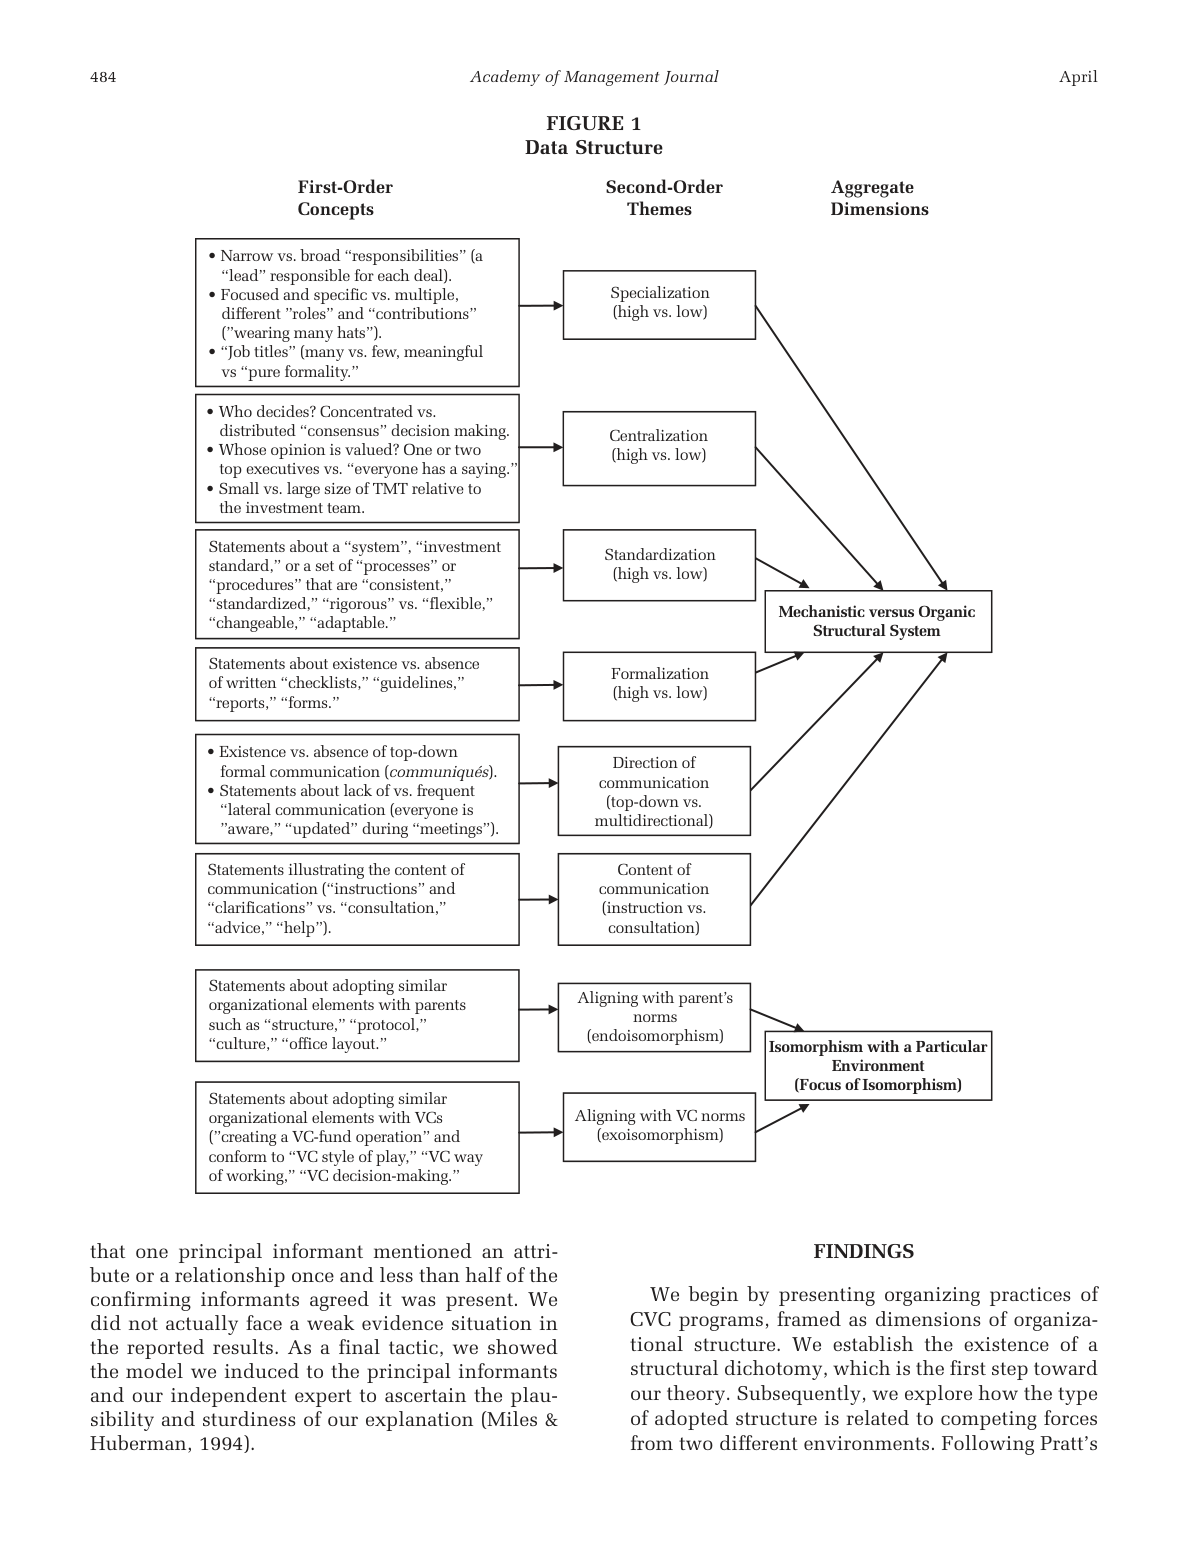 484
Academy of Management Journal
April
FIGURE 1
Data Structure
First-Order
Concepts
Second-Order
Themes
Aggregate
Dimensions
• Narrow vs. broad “responsibilities” (a
“lead” responsible for each deal).
• Focused and specific vs. multiple,
different ”roles” and “contributions”
(”wearing many hats”).
• “Job titles” (many vs. few, meaningful
vs “pure formality.”
Specialization
(high vs. low)
• Who decides? Concentrated vs.
distributed “consensus” decision making.
• Whose opinion is valued? One or two
top executives vs. “everyone has a saying.”
• Small vs. large size of TMT relative to
the investment team.
Centralization
(high vs. low)
Statements about a “system”, “investment
standard,” or a set of “processes” or
“procedures” that are “consistent,”
“standardized,” “rigorous” vs. “flexible,”
“changeable,” “adaptable.”
Standardization
(high vs. low)
Mechanistic versus Organic
Structural System
Statements about existence vs. absence
of written “checklists,” “guidelines,”
“reports,” “forms.”
Formalization
(high vs. low)
• Existence vs. absence of top-down
formal communication (communiqués).
• Statements about lack of vs. frequent
“lateral communication (everyone is
”aware,” “updated” during “meetings”).
Direction of
communication
(top-down vs.
multidirectional)
Statements illustrating the content of
communication (“instructions” and
“clarifications” vs. “consultation,”
“advice,” “help”).
Content of
communication
(instruction vs.
consultation)
Statements about adopting similar
organizational elements with parents
such as “structure,” “protocol,”
“culture,” “office layout.”
Aligning with parent’s
norms
(endoisomorphism)
Isomorphism with a Particular
Environment
(Focus of Isomorphism)
Statements about adopting similar
organizational elements with VCs
(”creating a VC-fund operation” and
conform to “VC style of play,” “VC way
of working,” “VC decision-making.”
Aligning with VC norms
(exoisomorphism)
that one principal informant mentioned an attri-
bute or a relationship once and less than half of the
confirming informants agreed it was present. We
did not actually face a weak evidence situation in
the reported results. As a final tactic, we showed
the model we induced to the principal informants
and our independent expert to ascertain the plau-
sibility and sturdiness of our explanation (Miles &
Huberman, 1994).
FINDINGS
We begin by presenting organizing practices of
CVC programs, framed as dimensions of organiza-
tional structure. We establish the existence of a
structural dichotomy, which is the first step toward
our theory. Subsequently, we explore how the type
of adopted structure is related to competing forces
from two different environments. Following Pratt’s